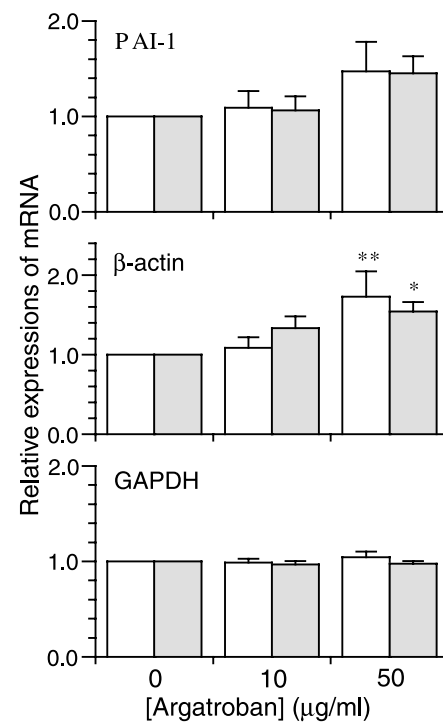 Relative expressions of mRNA
PAI-1
2.0
1.0
0.0
β-actin
** *
2.0
1.0
0.0
GAPDH
2.0
1.0
0.0
0 10 50
[Argatroban] (μg/ml)